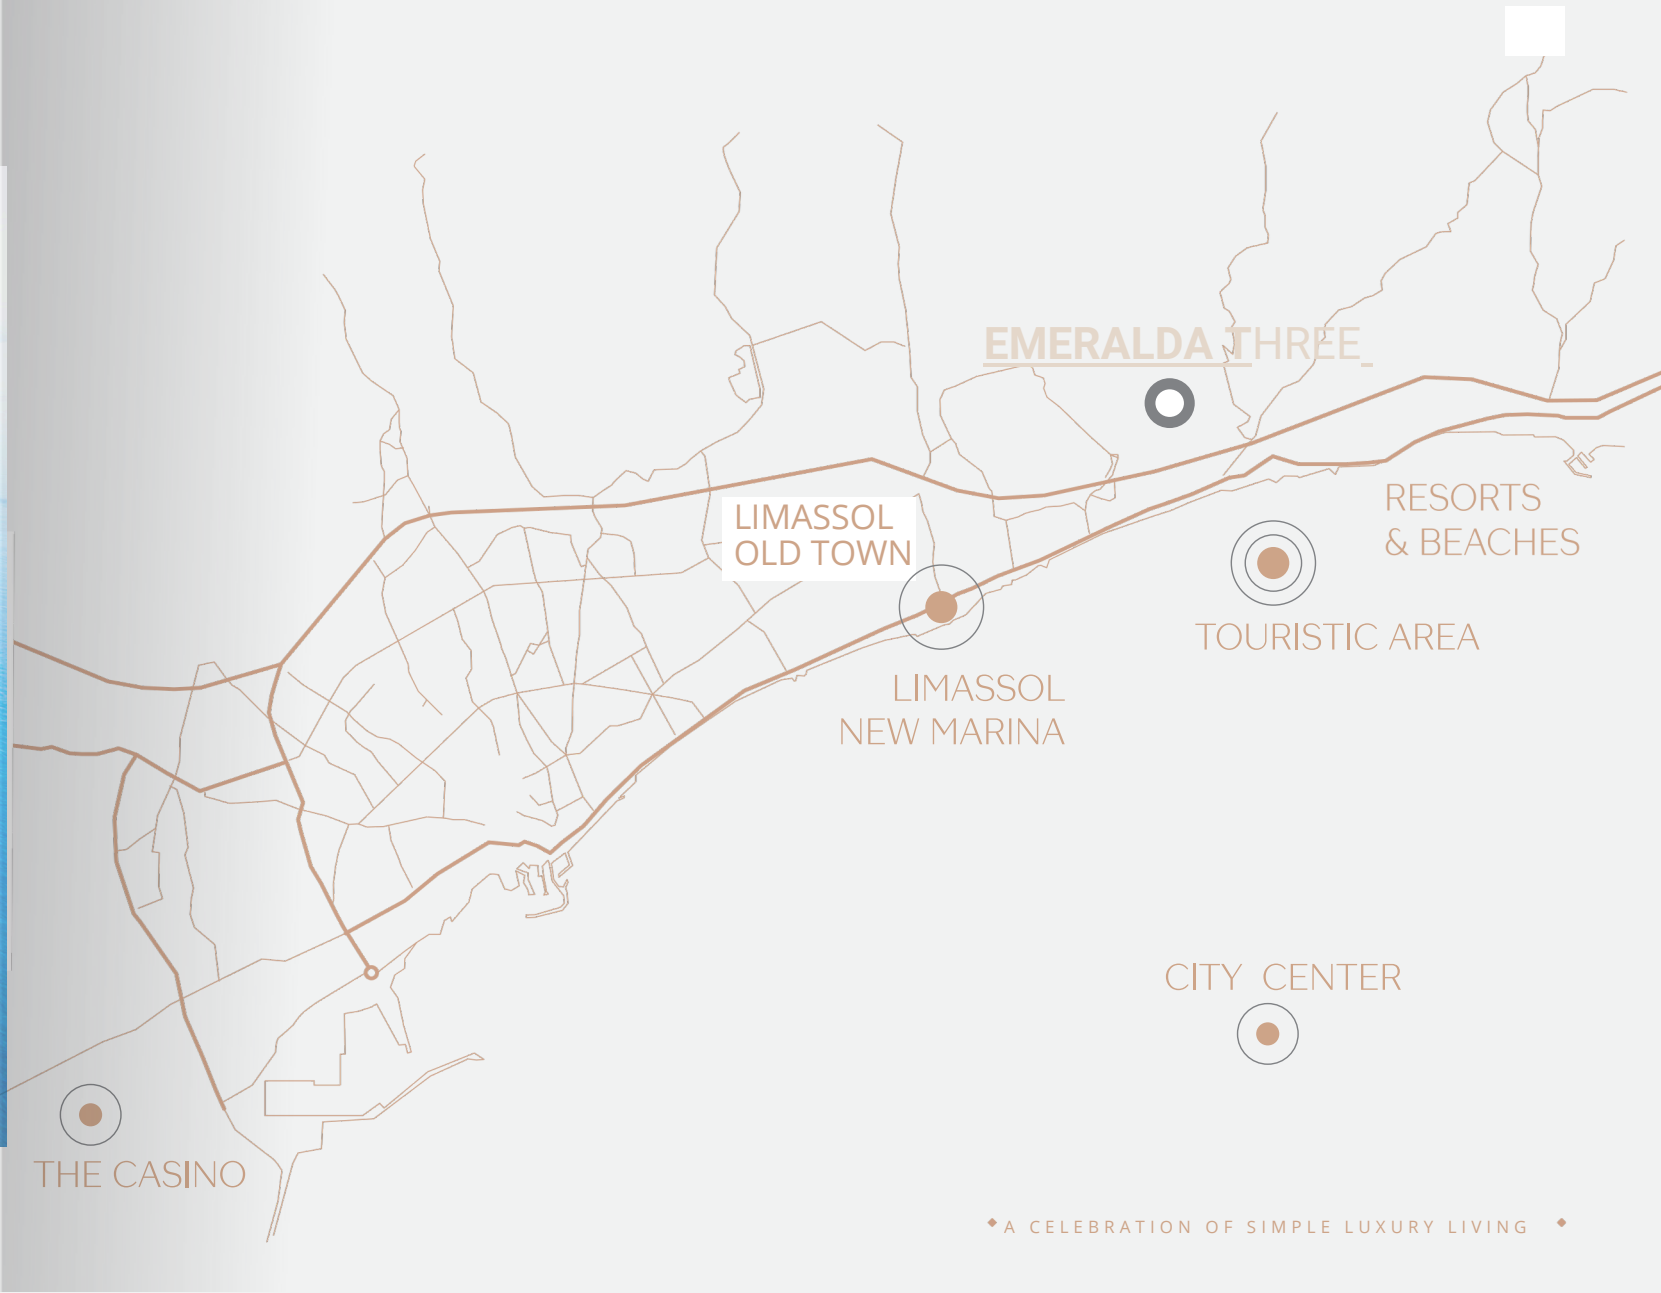 EMERALDA THREE
LIMASSOL
OLD TOWN
RESORTS
& BEACHES
TOURISTIC AREA
LIMASSOL
NEW MARINA
CITY CENTER
THE CASINO
A CELEBRATION OF SIMPLE LUXURY LIVING